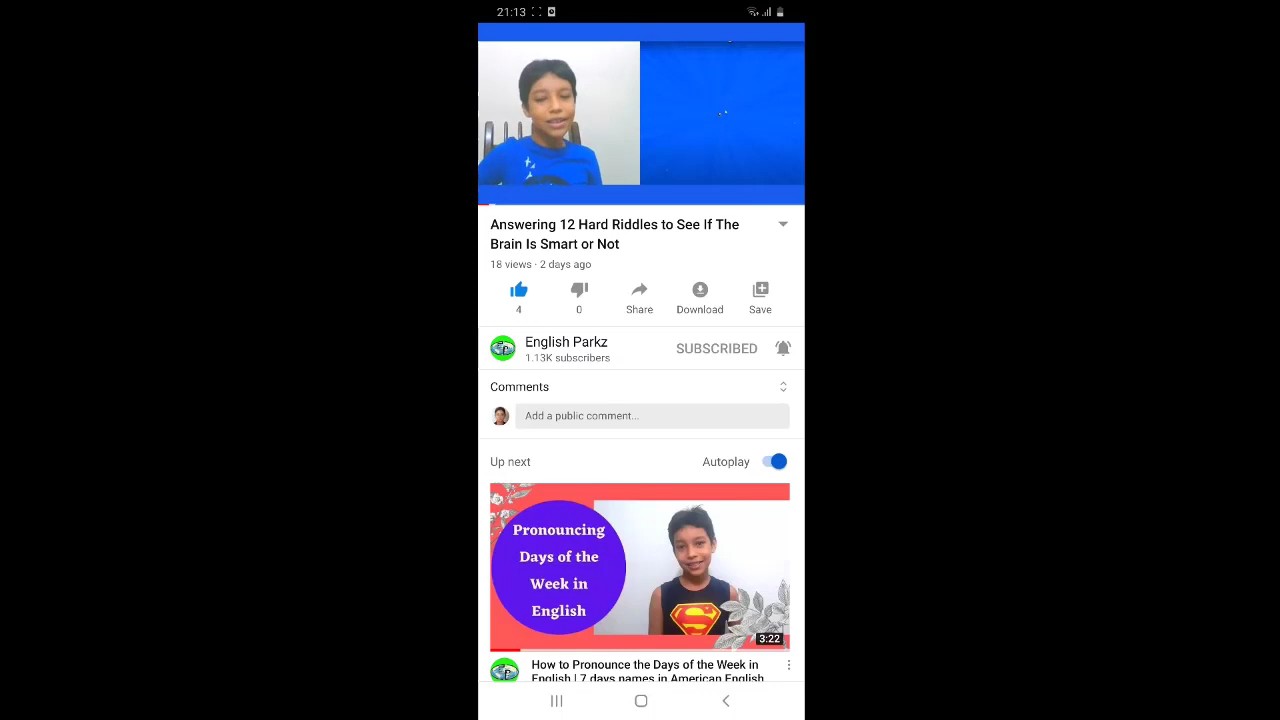 21:13
Answering 12 Hard Riddles to See If The
Brain Is Smart or Not
18 views · 2 days ago
4
0
Share
Download
Save
English Parkz
1.13K subscribers
SUBSCRIBED
Comments
Add a public comment...
Up next
Autoplay
Pronouncing
Days of the
Week in
English
3:22
How to Pronounce the Days of the Week in
English | 7 days names in American English